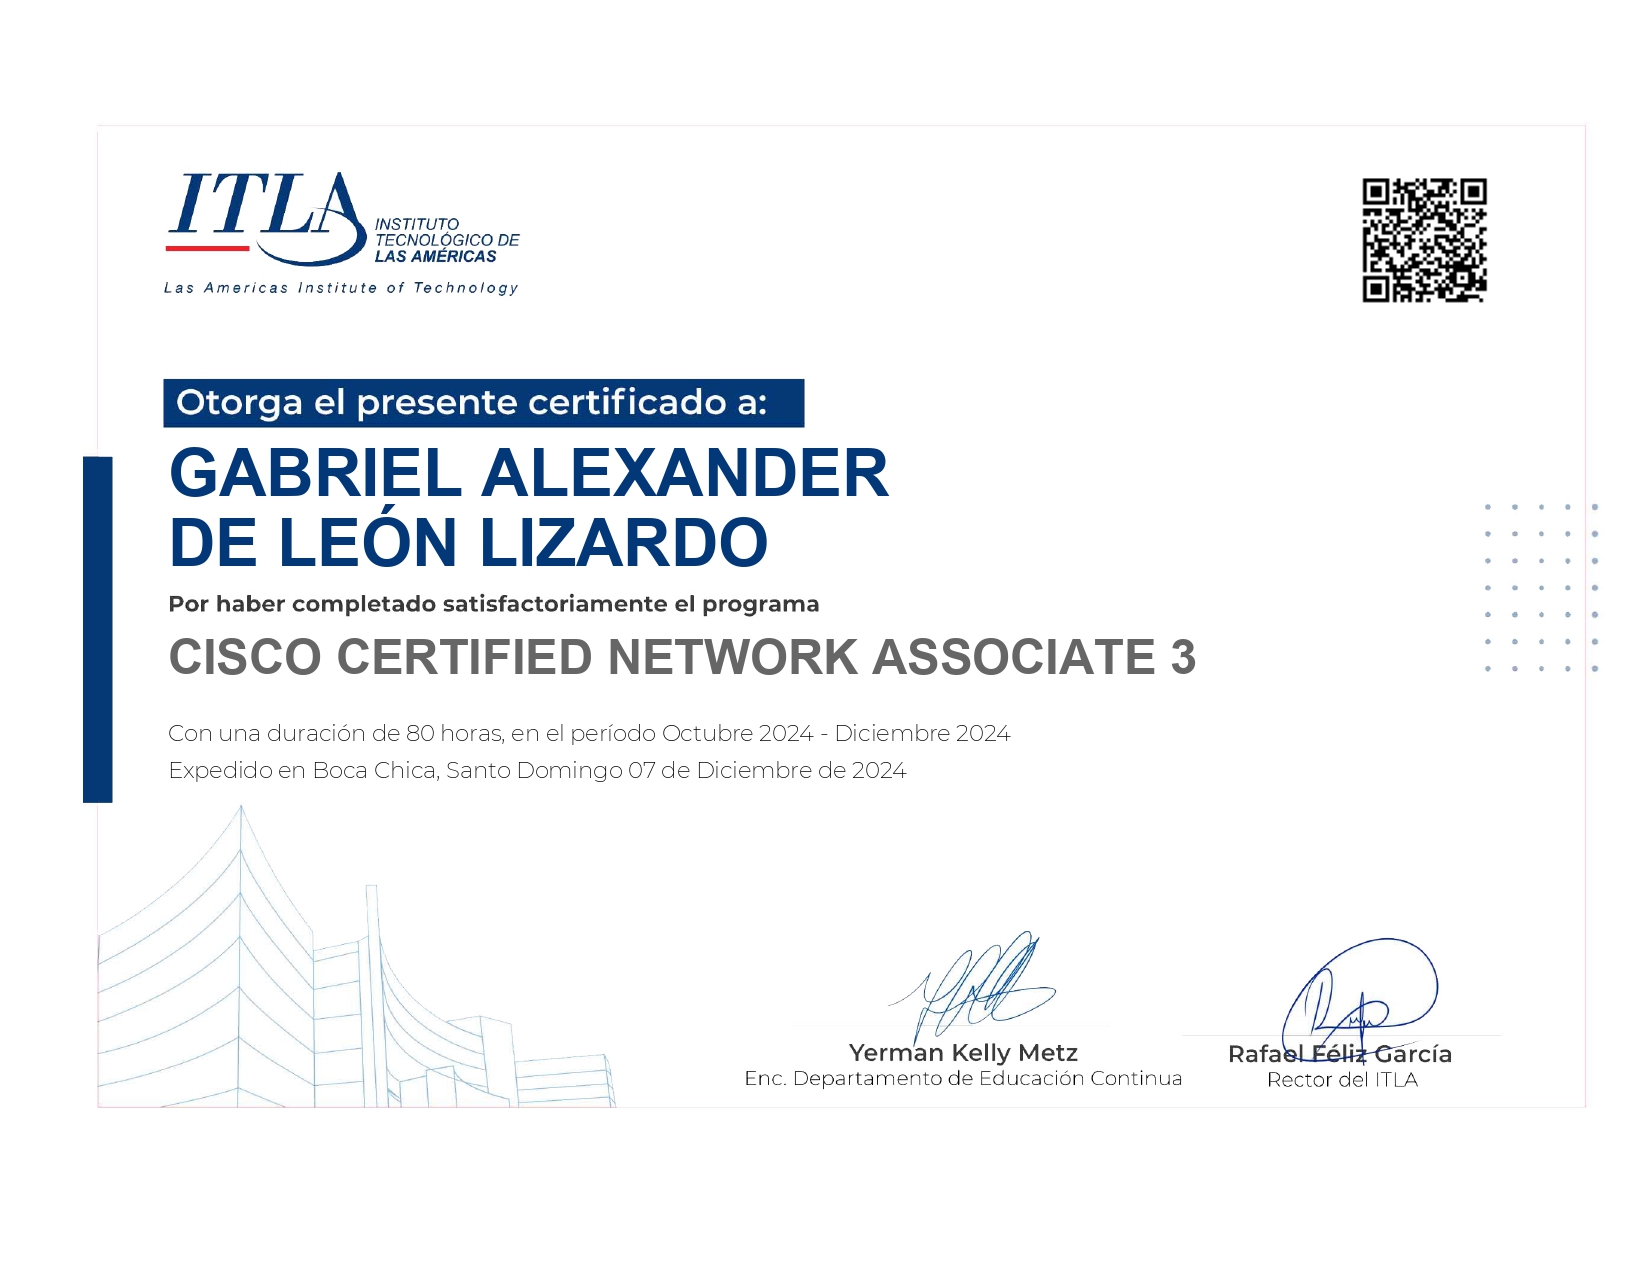 ITLA
INSTITUTO
TECNOLÓGICO DE
LAS AMÉRICAS
Las Americas Institute of Technology
Otorga el presente certificado a:
GABRIEL ALEXANDER
DE LEÓN LIZARDO
Por haber completado satisfactoriamente el programa
CISCO CERTIFIED NETWORK ASSOCIATE 3
Con una duración de 80 horas, en el período Octubre 2024 - Diciembre 2024
Expedido en Boca Chica, Santo Domingo 07 de Diciembre de 2024
Yerman Kelly Metz
Enc. Departamento de Educación Continua
Rafael Féliz García
Rector del ITLA